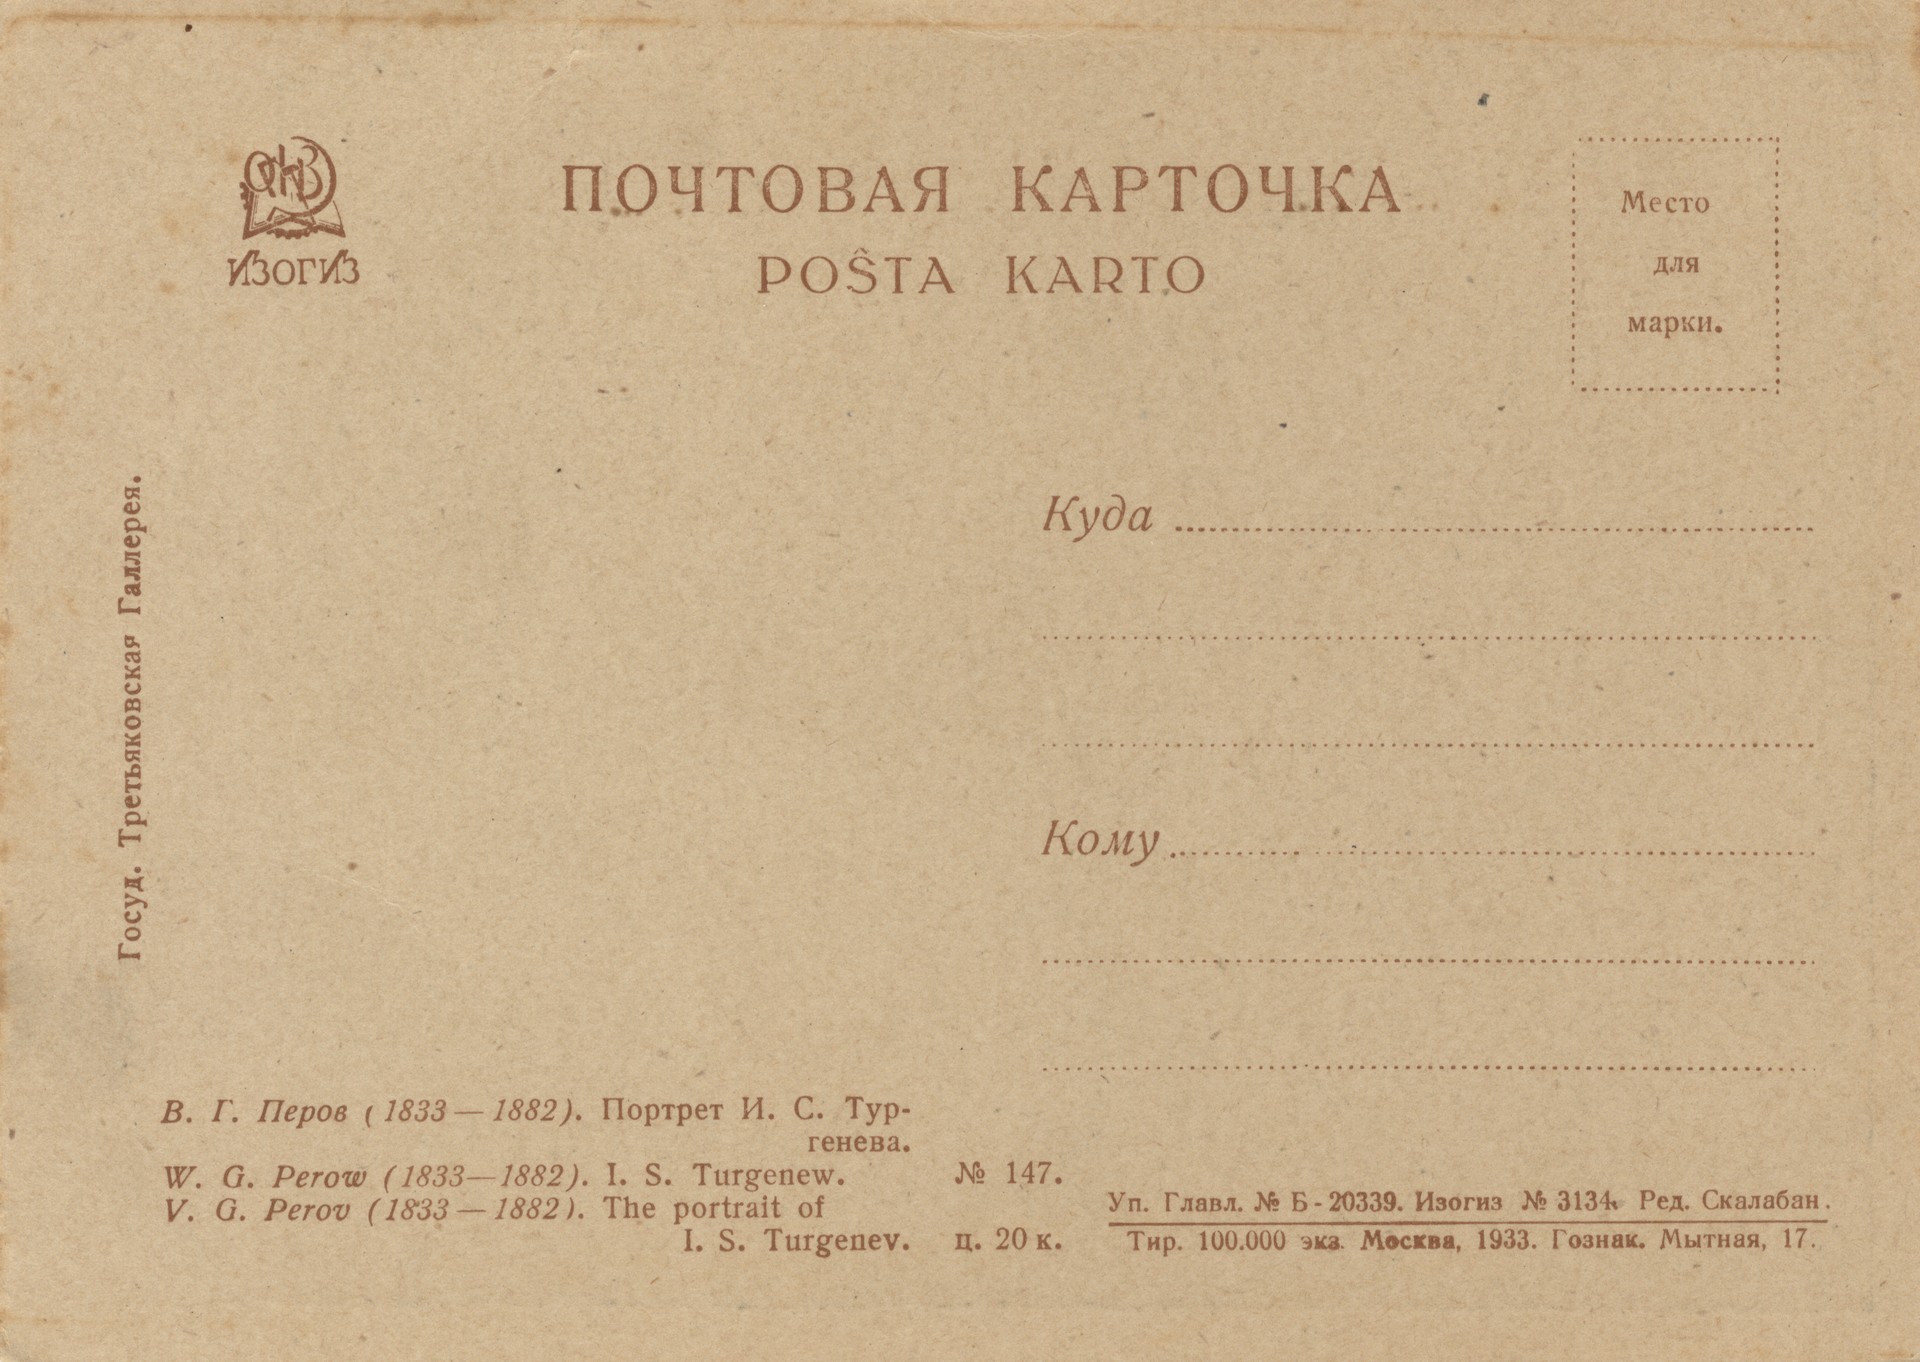 ИЗОГИЗ
ПОЧТОВАЯ КАРТОЧКА
POŜTA KARTO
Место
для
марки.
Госуд. Третьяковская Галлерея.
Куда
Кому
В. Г. Перов (1833—1882). Портрет И. С. Тур-
генева.
W. G. Perow (1833—1882). I. S. Turgenew.
V. G. Perov (1833—1882). The portrait of
I. S. Turgenev.
№ 147.
ц. 20 к.
Уп. Главл. № Б-20339. Изогиз № 3134. Ред. Скалабан.
Тир. 100.000 экз. Москва, 1933. Гознак. Мытная, 17.